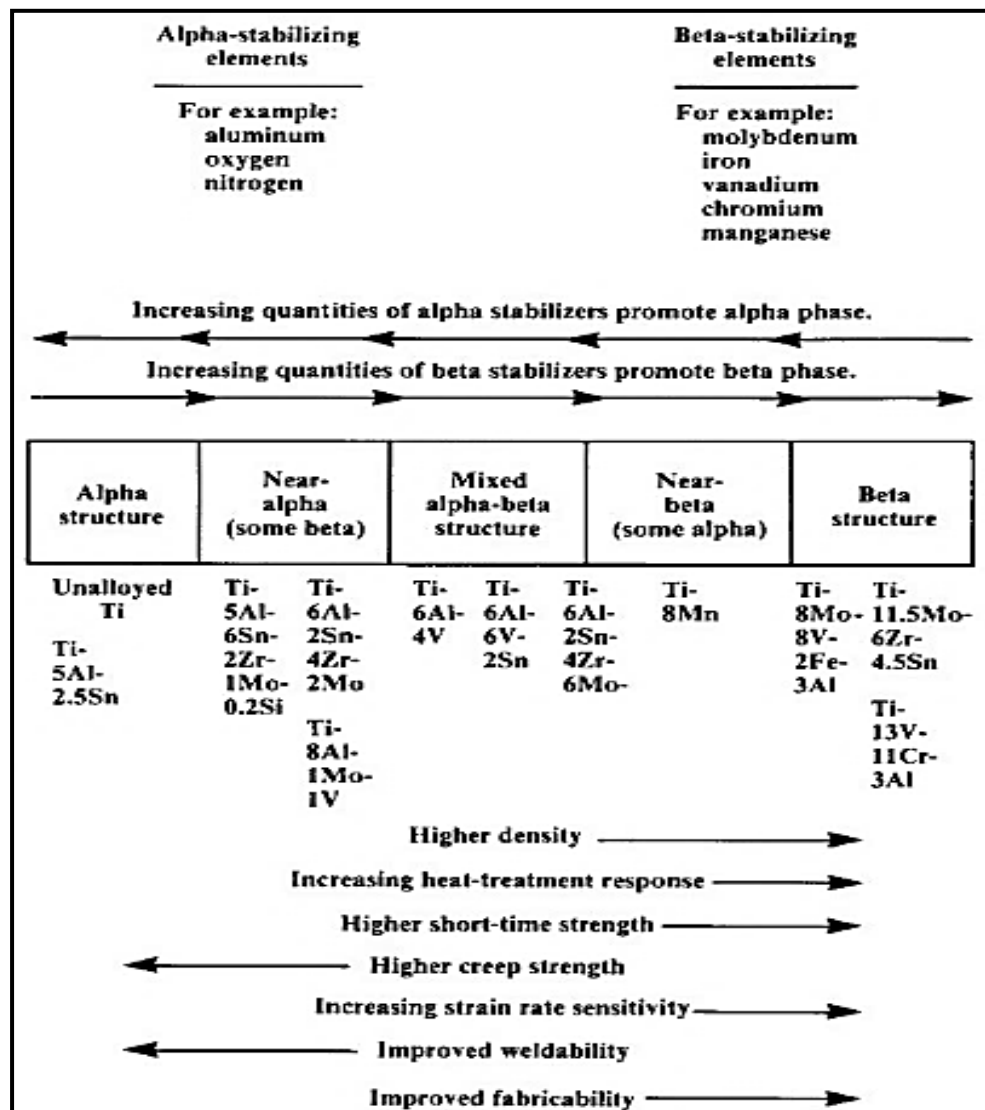 Alpha-stabilizing
elements
For example:
aluminum
oxygen
nitrogen
Beta-stabilizing
elements
For example:
molybdenum
iron
vanadium
chromium
manganese
Increasing quantities of alpha stabilizers promote alpha phase.
Increasing quantities of beta stabilizers promote beta phase.
Alpha
structure
Near-
alpha
(some beta)
Mixed
alpha-beta
structure
Near-
beta
(some alpha)
Beta
structure
Unalloyed
Ti
Ti-
5Al-
2.5Sn
Ti-
5Al-
6Sn-
2Zr-
1Mo-
0.2Si
Ti-
6Al-
2Sn-
4Zr-
2Mo
Ti-
8Al-
1Mo-
1V
Ti-
6Al-
4V
Ti-
6Al-
6V-
2Sn
Ti-
6Al-
2Sn-
4Zr-
6Mo-
Ti-
8Mn
Ti-
8Mo-
8V-
2Fe-
3Al
Ti-
11.5Mo-
6Zr-
4.5Sn
Ti-
13V-
11Cr-
3Al
Higher density
Increasing heat-treatment response
Higher short-time strength
Higher creep strength
Increasing strain rate sensitivity
Improved weldability
Improved fabricability